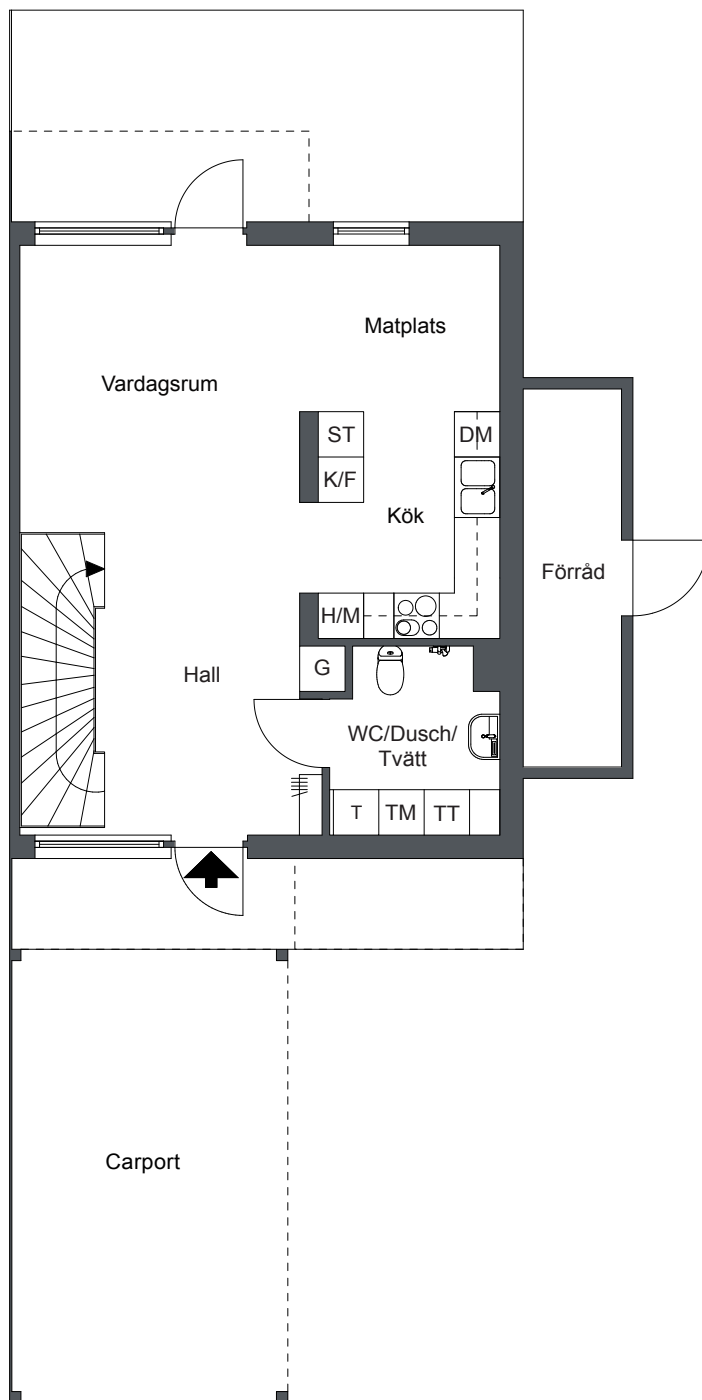 Matplats
Vardagsrum
ST
DM
K/F
Kök
Förråd
H/M
Hall
G
WC/Dusch/
Tvätt
T
TM
TT
Carport